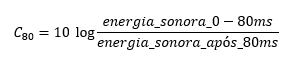 C₈₀ = 10 log energia_sonora_0 − 80ms
energia_sonora_após_80ms